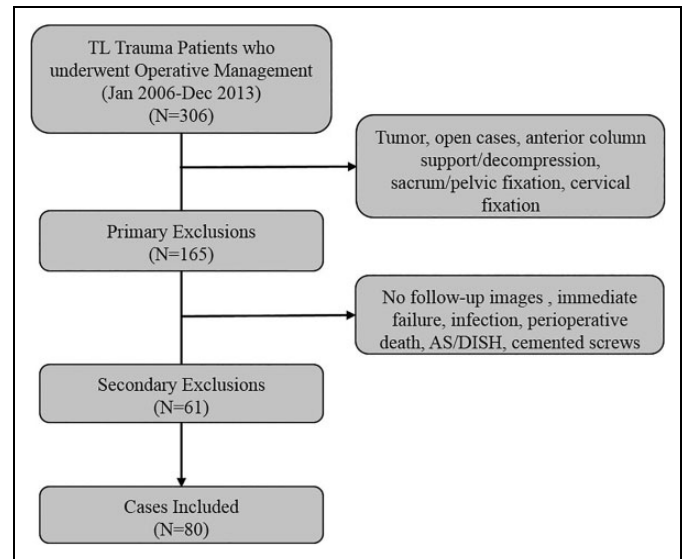 TL Trauma Patients who
underwent Operative Management
(Jan 2006-Dec 2013)
(N=306)
Tumor, open cases, anterior column
support/decompression,
sacrum/pelvic fixation, cervical
fixation
Primary Exclusions
(N=165)
No follow-up images , immediate
failure, infection, perioperative
death, AS/DISH, cemented screws
Secondary Exclusions
(N=61)
Cases Included
(N=80)